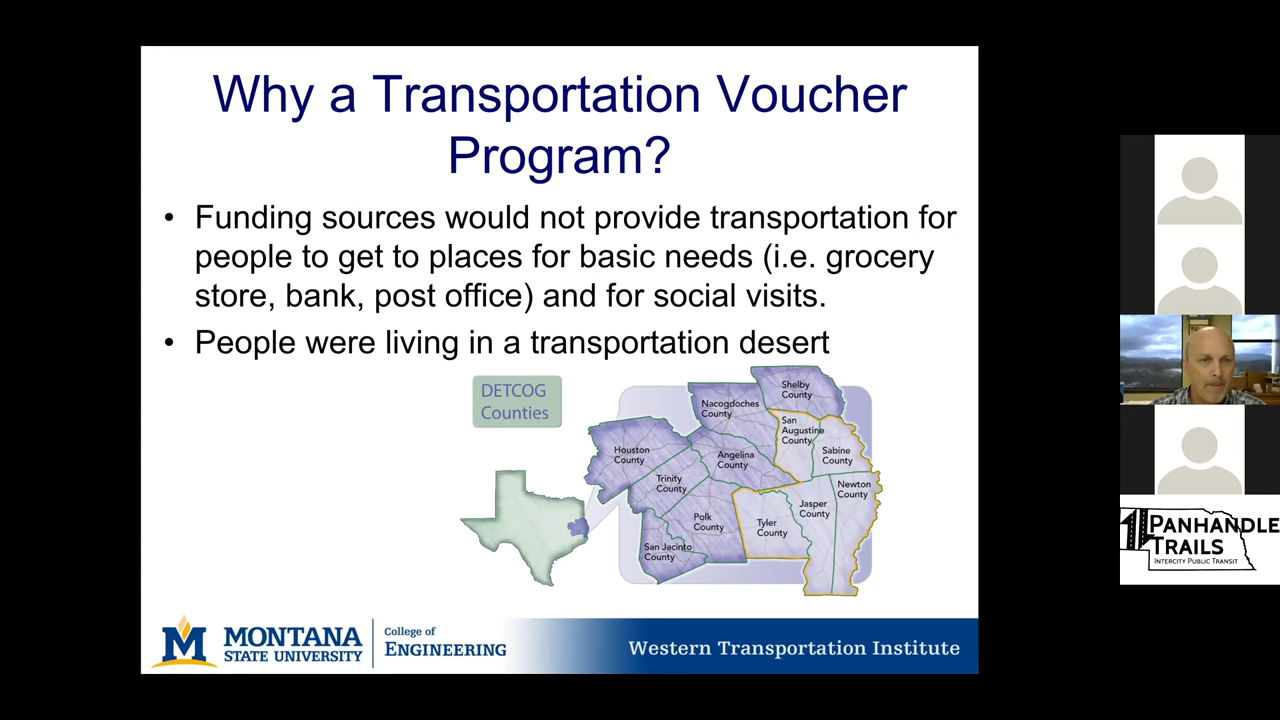 Why a Transportation Voucher
Program?
• Funding sources would not provide transportation for
people to get to places for basic needs (i.e. grocery
store, bank, post office) and for social visits.
• People were living in a transportation desert
DETCOG
Counties
Shelby
County
Nacogdoches
County
San
Augustine
County
Sabine
County
Houston
County
Angelina
County
Trinity
County
Newton
County
Jasper
County
Polk
County
Tyler
County
San Jacinto
County
M
MONTANA
STATE UNIVERSITY
College of
ENGINEERING
Western Transportation Institute
PANHANDLE
TRAILS
INTERCITY PUBLIC TRANSIT